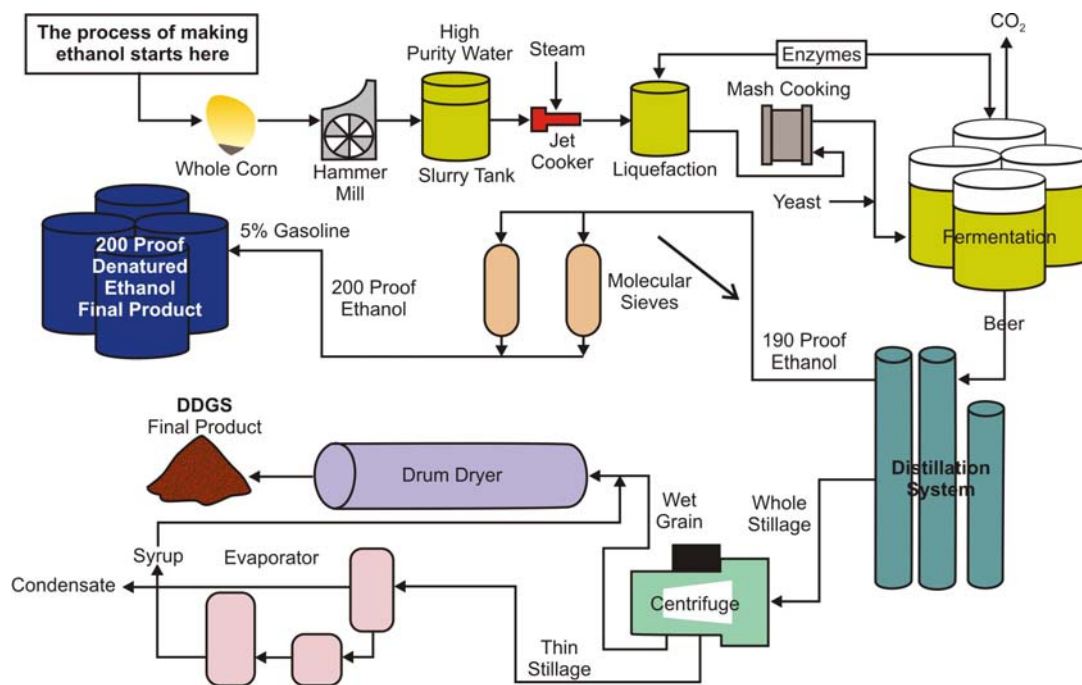 The process of making
ethanol starts here
Whole Corn
Hammer
Mill
High
Purity Water
Slurry Tank
Steam
Jet
Cooker
Liquefaction
Enzymes
Mash Cooking
Yeast
CO₂
Fermentation
Beer
Distillation
System
190 Proof
Ethanol
Molecular
Sieves
200 Proof
Ethanol
5% Gasoline
200 Proof
Denatured
Ethanol
Final Product
Whole
Stillage
Centrifuge
Wet
Grain
Thin
Stillage
Evaporator
Syrup
Condensate
Drum Dryer
DDGS
Final Product